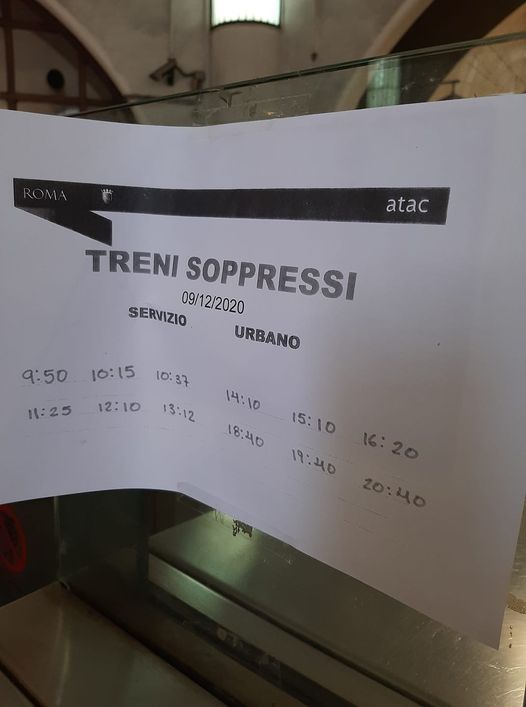 ROMA atac
TRENI SOPPRESSI
09/12/2020
SERVIZIO URBANO
9:50 10:15 10:37 14:10 15:10 16:20
11:25 12:10 13:12 18:40 19:40 20:40